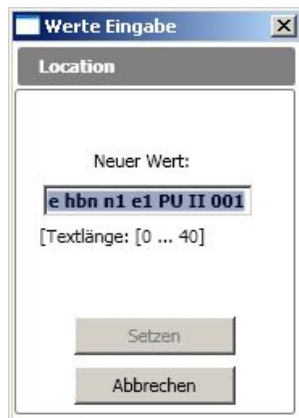 Werte Eingabe
Location
Neuer Wert:
e hbn n1 e1 PU II 001
[Textlänge: [0 ... 40]
Setzen
Abbrechen